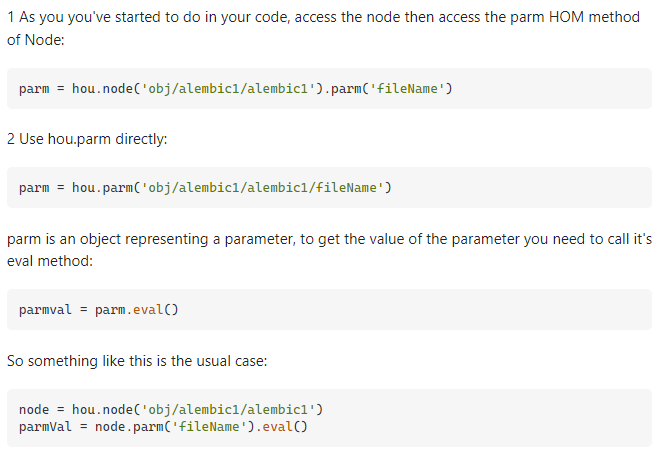 1 As you you've started to do in your code, access the node then access the parm HOM method
of Node:
parm = hou.node('obj/alembic1/alembic1').parm('fileName')
2 Use hou.parm directly:
parm = hou.parm('obj/alembic1/alembic1/fileName')
parm is an object representing a parameter, to get the value of the parameter you need to call it's
eval method:
parmval = parm.eval()
So something like this is the usual case:
node = hou.node('obj/alembic1/alembic1')
parmVal = node.parm('fileName').eval()